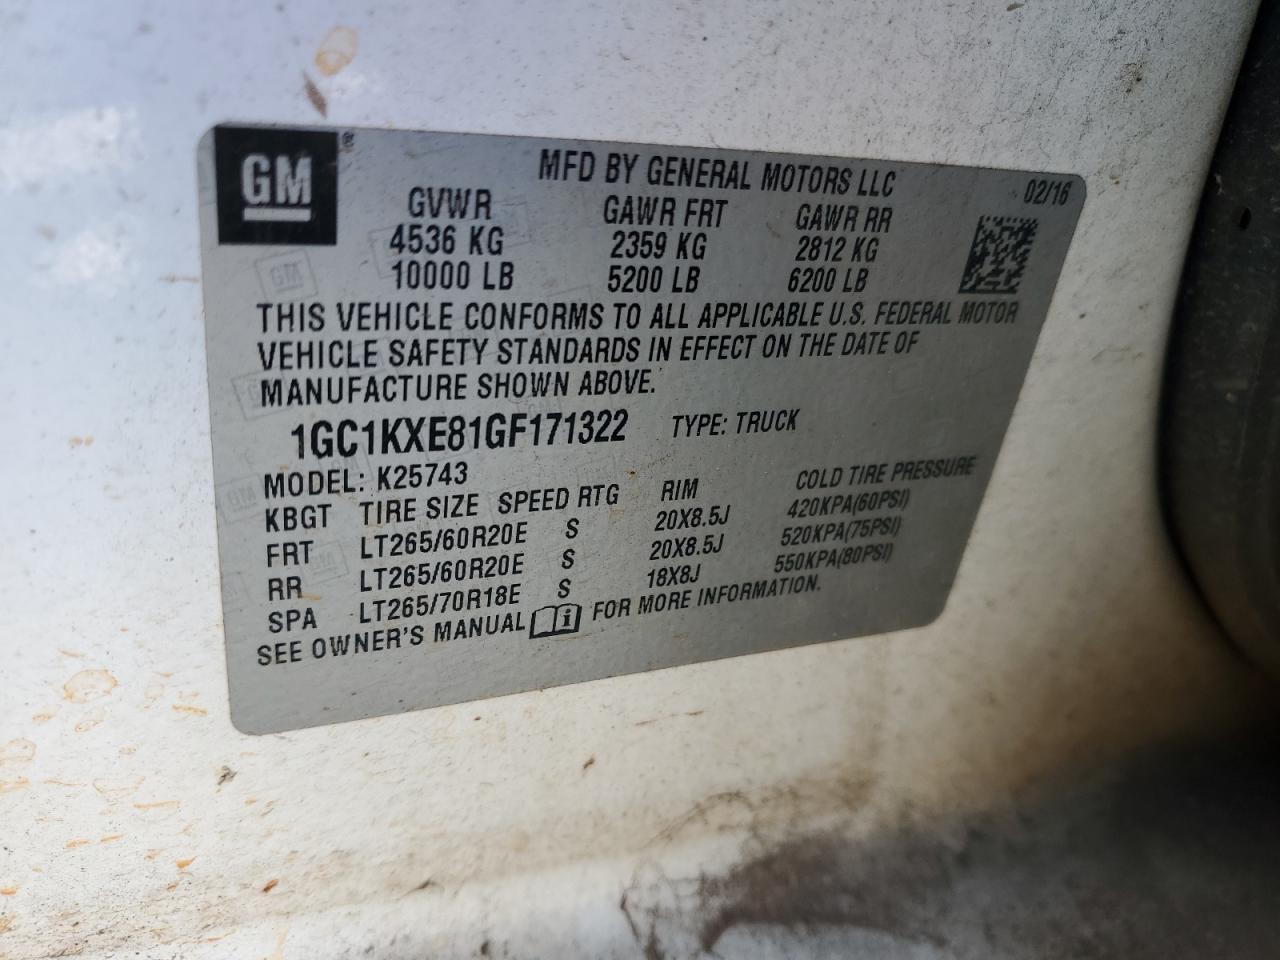 GM ®
MFD BY GENERAL MOTORS LLC 02/16
GVWR GAWR FRT GAWR RR
4536 KG 2359 KG 2812 KG
10000 LB 5200 LB 6200 LB
THIS VEHICLE CONFORMS TO ALL APPLICABLE U.S. FEDERAL MOTOR
VEHICLE SAFETY STANDARDS IN EFFECT ON THE DATE OF
MANUFACTURE SHOWN ABOVE.
1GC1KXE81GF171322 TYPE: TRUCK
MODEL: K25743
KBGT TIRE SIZE SPEED RTG RIM COLD TIRE PRESSURE
FRT LT265/60R20E S 20X8.5J 420KPA(60PSI)
RR LT265/60R20E S 20X8.5J 520KPA(75PSI)
SPA LT265/70R18E S 18X8J 550KPA(80PSI)
SEE OWNER'S MANUAL i FOR MORE INFORMATION.